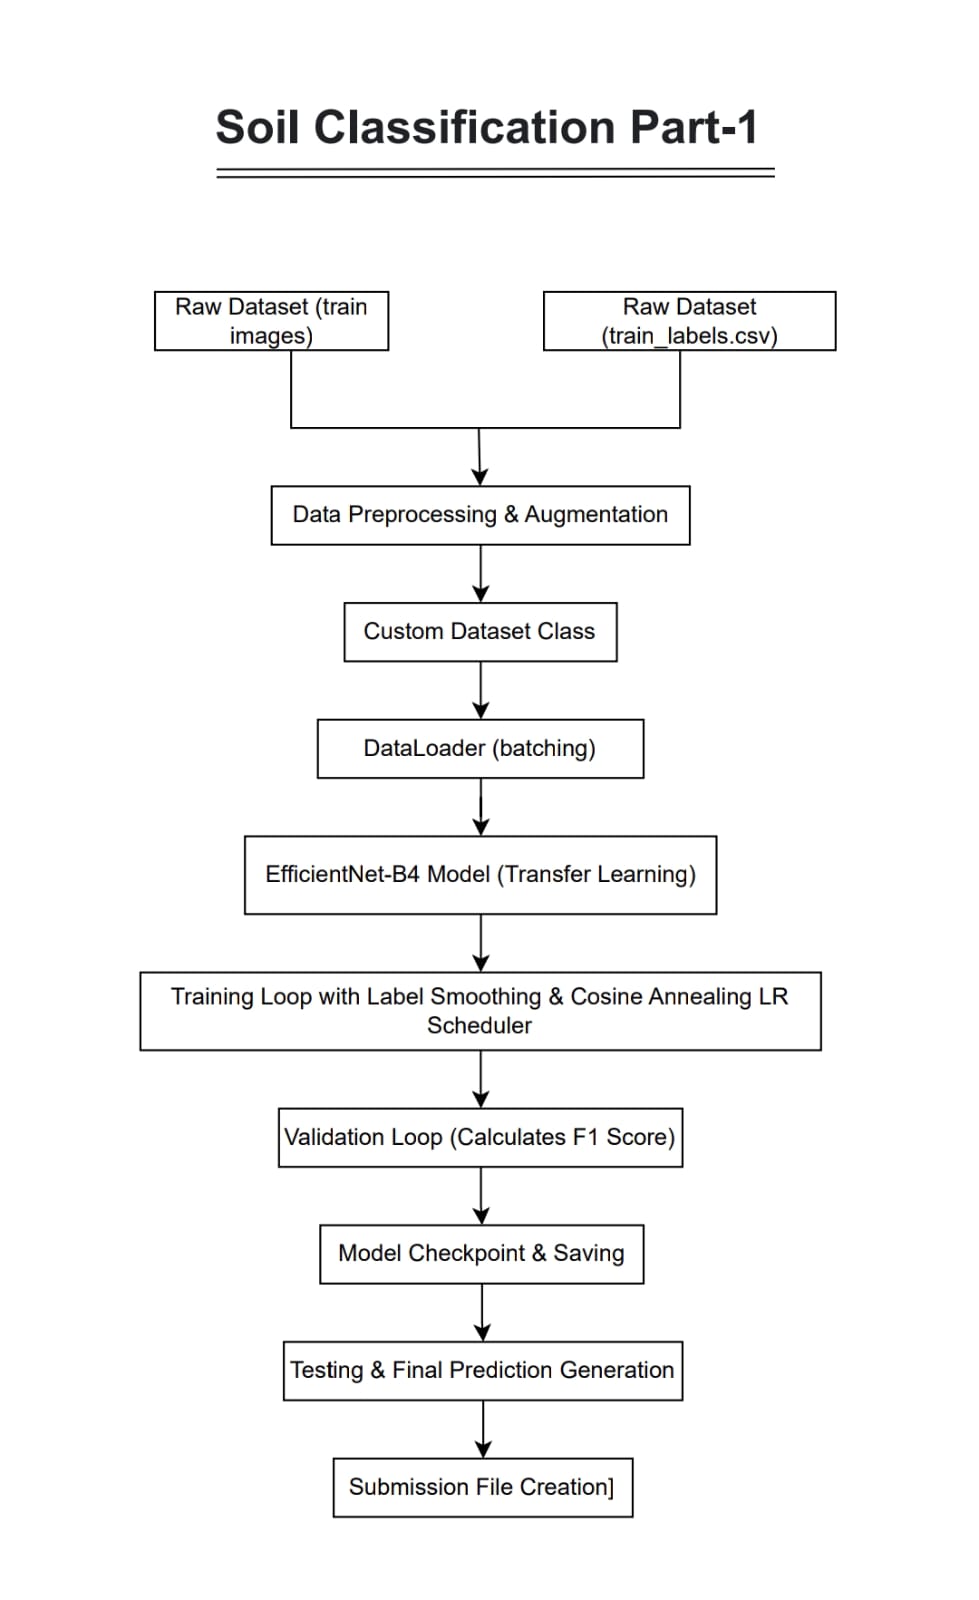 Soil Classification Part-1
Raw Dataset (train
images)
Raw Dataset
(train_labels.csv)
Data Preprocessing & Augmentation
Custom Dataset Class
DataLoader (batching)
EfficientNet-B4 Model (Transfer Learning)
Training Loop with Label Smoothing & Cosine Annealing LR
Scheduler
Validation Loop (Calculates F1 Score)
Model Checkpoint & Saving
Testing & Final Prediction Generation
Submission File Creation]